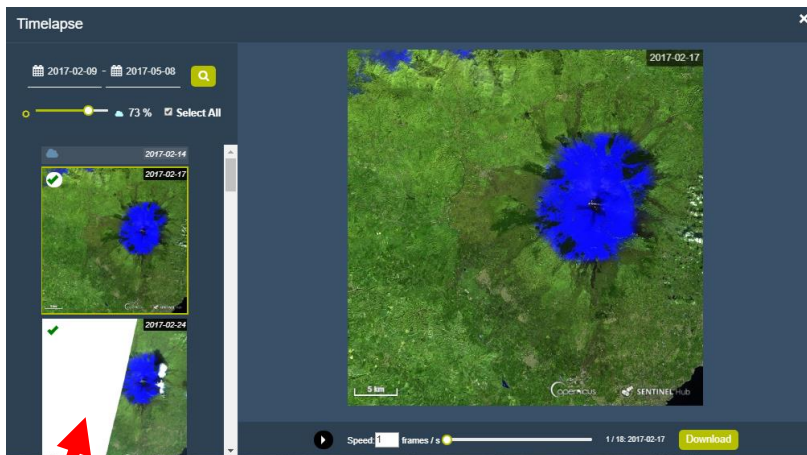 Timelapse
×
2017-02-09 - 2017-05-08
73 % Select All
2017-02-14
2017-02-17
2017-02-24
2017-02-17
5 km
opernicus
SENTINEL Hub
Speed: 1 frames / s
1 / 18: 2017-02-17
Download